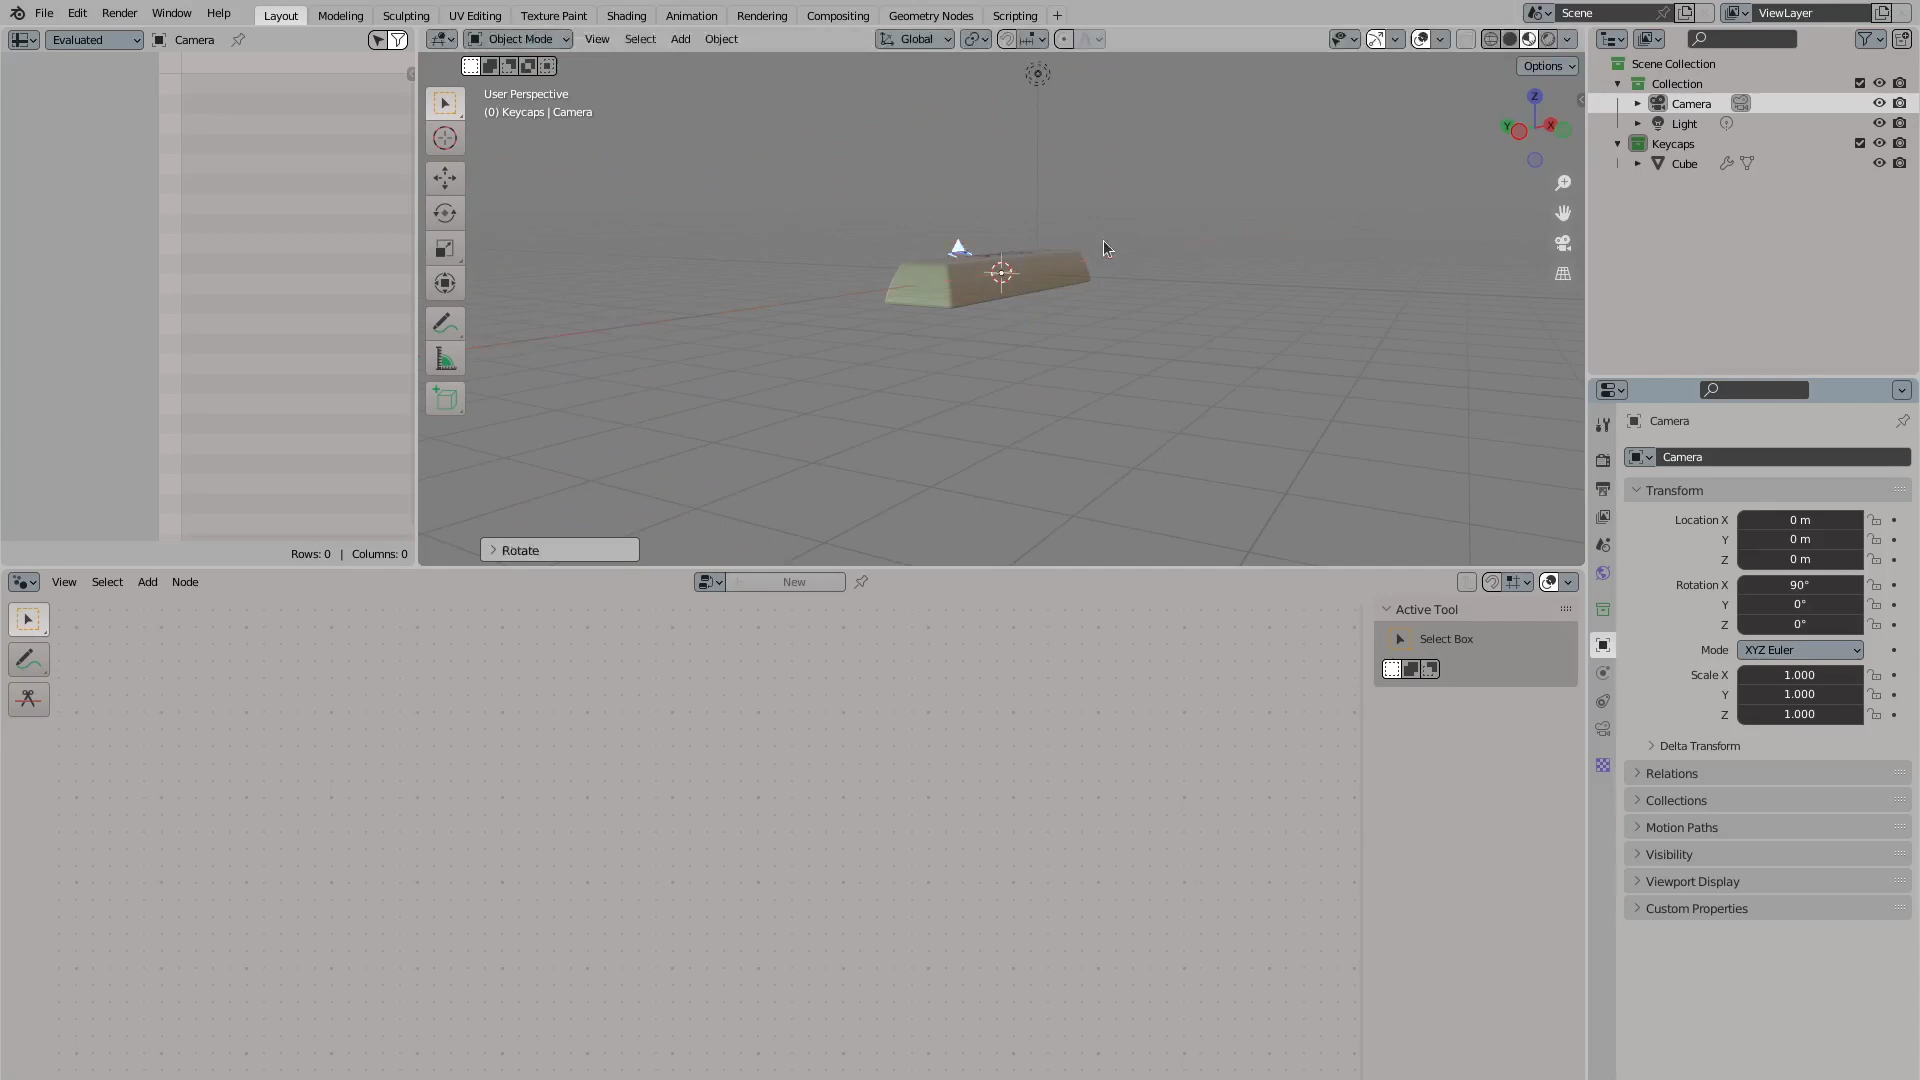 File Edit Render Window Help Layout Modeling Sculpting UV Editing Texture Paint Shading Animation Rendering Compositing Geometry Nodes Scripting + Scene ViewLayer
Evaluated Camera
Object Mode View Select Add Object Global
Options
User Perspective
(0) Keycaps | Camera
Z
Y
X
Rotate
Rows: 0 | Columns: 0
View Select Add Node
New
Active Tool
Select Box
Scene Collection
Collection
Camera
Light
Keycaps
Cube
Camera
Camera
Transform
Location X 0 m
Y 0 m
Z 0 m
Rotation X 90°
Y 0°
Z 0°
Mode XYZ Euler
Scale X 1.000
Y 1.000
Z 1.000
Delta Transform
Relations
Collections
Motion Paths
Visibility
Viewport Display
Custom Properties